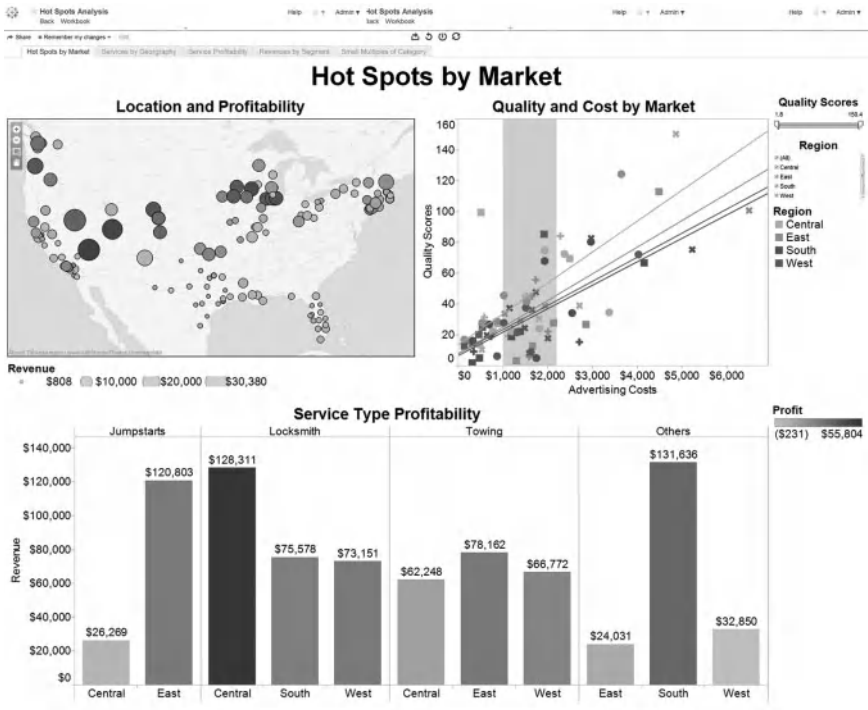 Hot Spots Analysis Help Admin ▾ Hot Spots Analysis Help Admin ▾ Help Admin ▾
Back Workbook Back Workbook
Share Remember my changes ▾ Edit
Hot Spots by Market Services by Geography Service Profitability Revenues by Segment Small Multiples of Category
Hot Spots by Market
Location and Profitability
Revenue
$808 $10,000 $20,000 $30,380
Quality and Cost by Market
Quality Scores
160
140
120
100
80
60
40
20
0
$0 $1,000 $2,000 $3,000 $4,000 $5,000 $6,000
Advertising Costs
Quality Scores
1.8 159.4
Region
(All)
Central
East
South
West
Region
Central
East
South
West
Service Type Profitability
Jumpstarts Locksmith Towing Others
Revenue
$140,000
$120,000
$100,000
$80,000
$60,000
$40,000
$20,000
$0
$26,269 $120,803 $128,311 $75,578 $73,151 $62,248 $78,162 $66,772 $24,031 $131,636 $32,850
Central East Central South West Central East West East South West
Profit
($231) $55,804